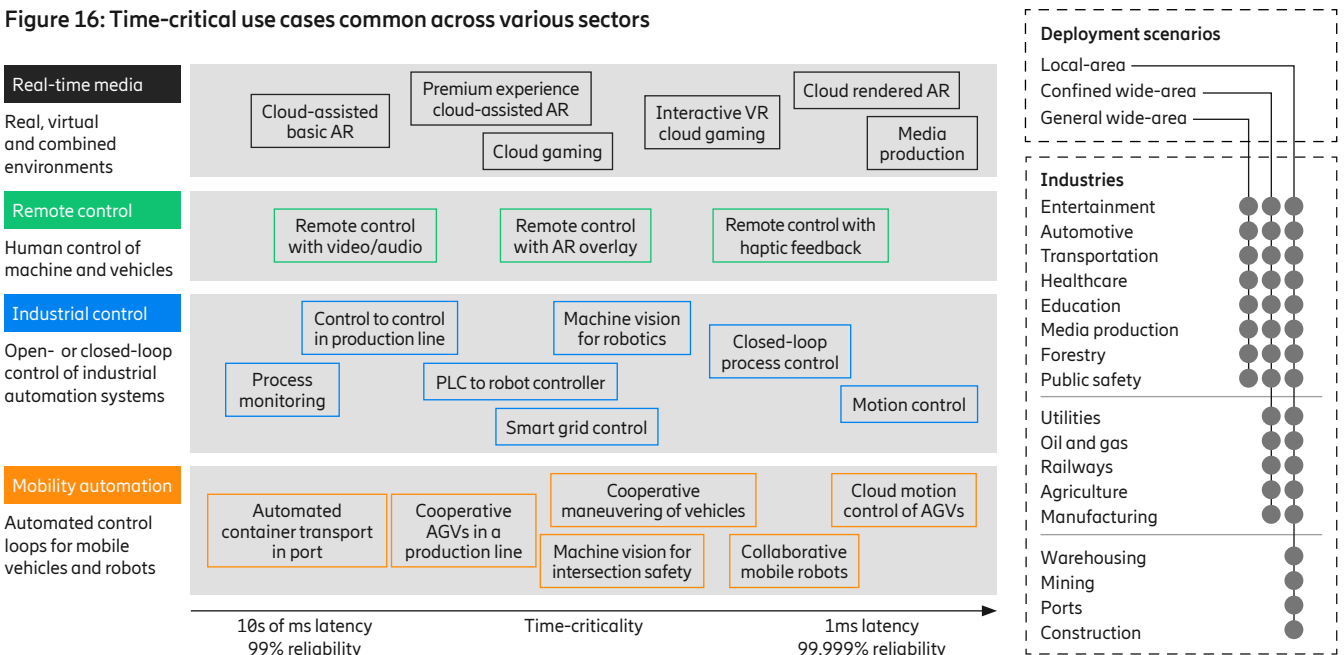 Figure 16: Time-critical use cases common across various sectors
Real-time media
Real, virtual
and combined
environments
Cloud-assisted
basic AR
Premium experience
cloud-assisted AR
Cloud gaming
Interactive VR
cloud gaming
Cloud rendered AR
Media
production
Remote control
Human control of
machine and vehicles
Remote control
with video/audio
Remote control
with AR overlay
Remote control with
haptic feedback
Industrial control
Open- or closed-loop
control of industrial
automation systems
Control to control
in production line
Process
monitoring
PLC to robot controller
Smart grid control
Machine vision
for robotics
Closed-loop
process control
Motion control
Mobility automation
Automated control
loops for mobile
vehicles and robots
Automated
container transport
in port
Cooperative
AGVs in a
production line
Cooperative
maneuvering of vehicles
Machine vision for
intersection safety
Collaborative
mobile robots
Cloud motion
control of AGVs
10s of ms latency
99% reliability
Time-criticality
1ms latency
99.999% reliability
Deployment scenarios
Local-area
Confined wide-area
General wide-area
Industries
Entertainment
Automotive
Transportation
Healthcare
Education
Media production
Forestry
Public safety
Utilities
Oil and gas
Railways
Agriculture
Manufacturing
Warehousing
Mining
Ports
Construction